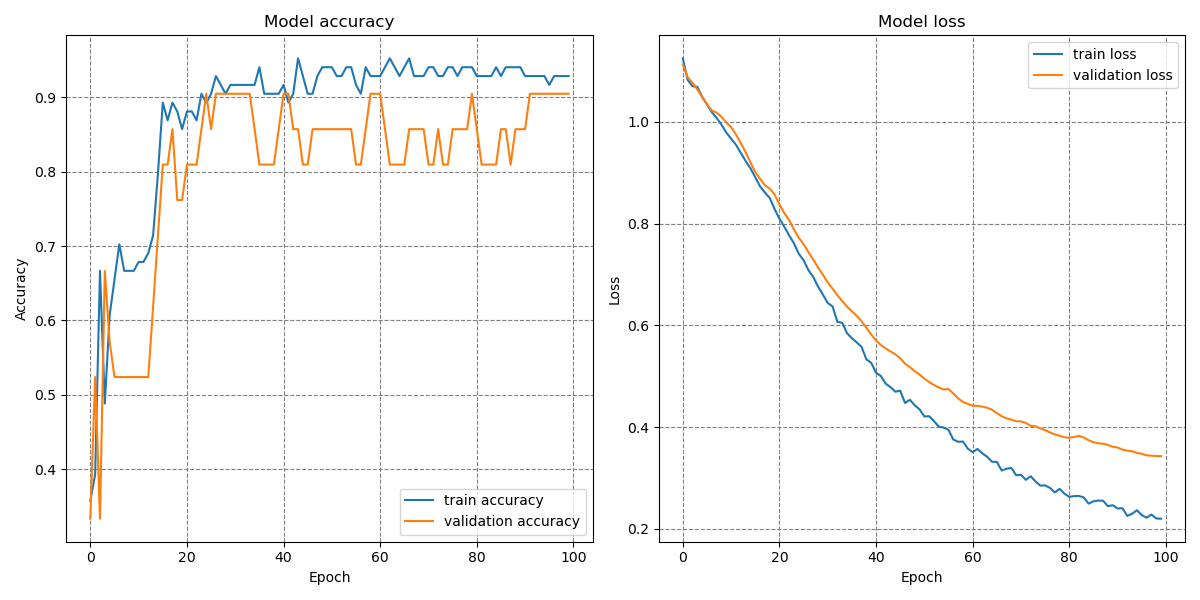 Model accuracy
Accuracy
0.9
0.8
0.7
0.6
0.5
0.4
train accuracy
validation accuracy
0 20 40 60 80 100
Epoch
Model loss
Loss
1.0
0.8
0.6
0.4
0.2
train loss
validation loss
0 20 40 60 80 100
Epoch